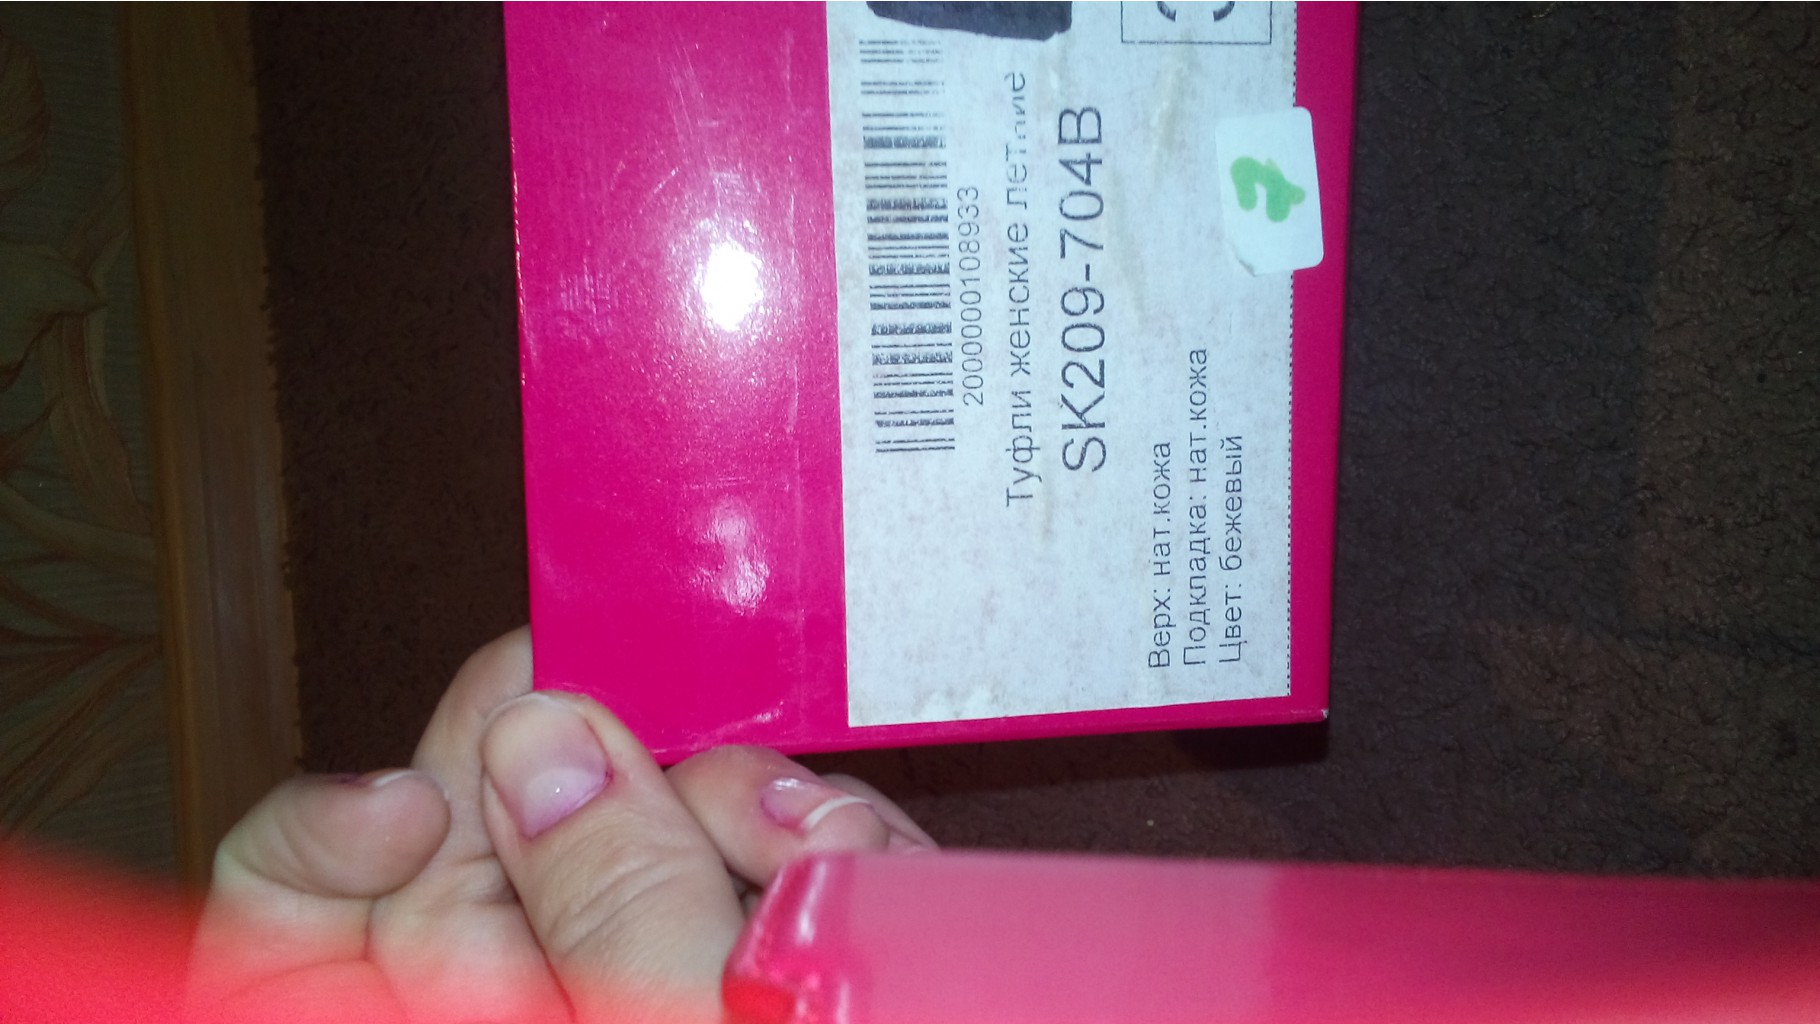 2000000108933
Туфли женские летние
SK209-704B
Верх: нат.кожа
Подкладка: нат.кожа
Цвет: бежевый